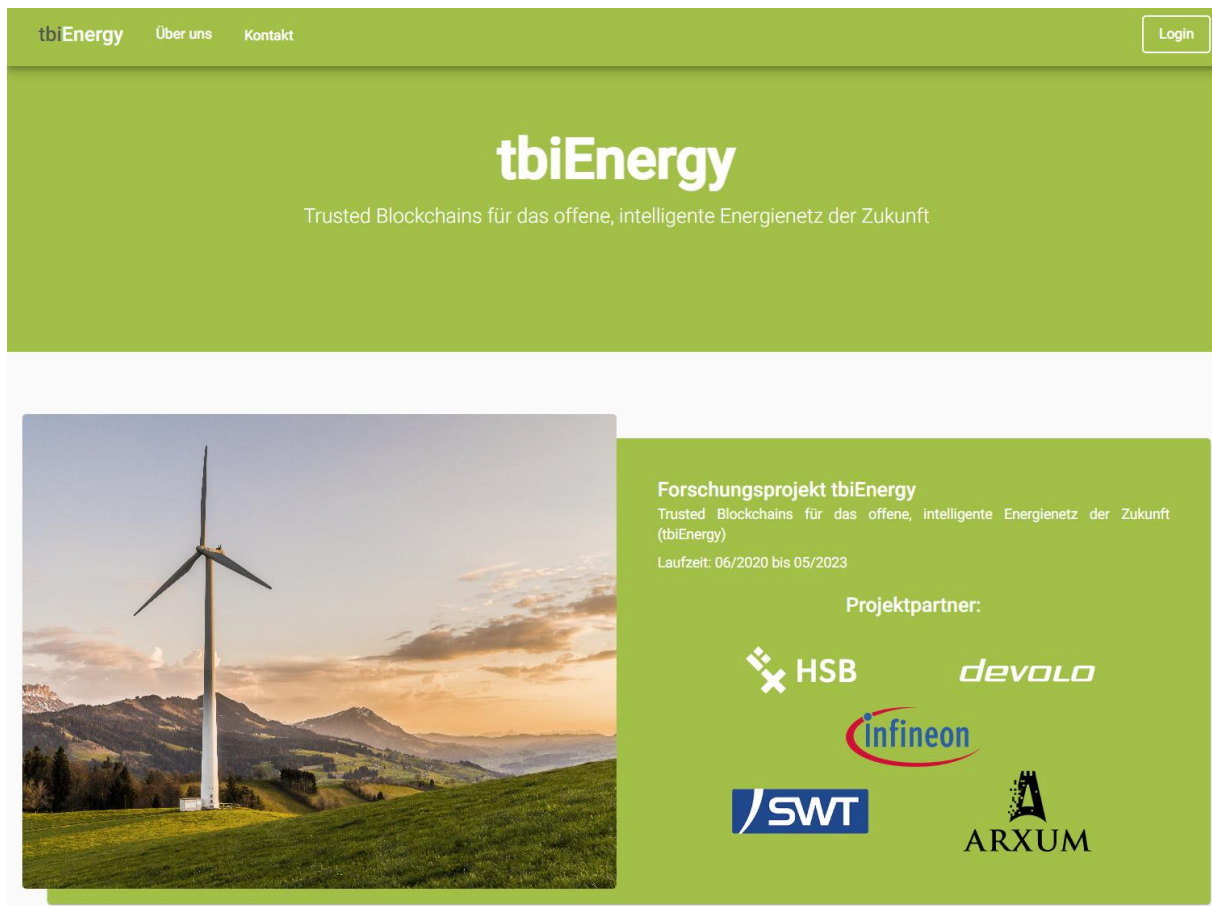 tbiEnergy Über uns Kontakt Login
tbiEnergy
Trusted Blockchains für das offene, intelligente Energienetz der Zukunft
Forschungsprojekt tbiEnergy
Trusted Blockchains für das offene, intelligente Energienetz der Zukunft
(tbiEnergy)
Laufzeit: 06/2020 bis 05/2023
Projektpartner:
HSB devolo
infineon
SWT
ARXUM